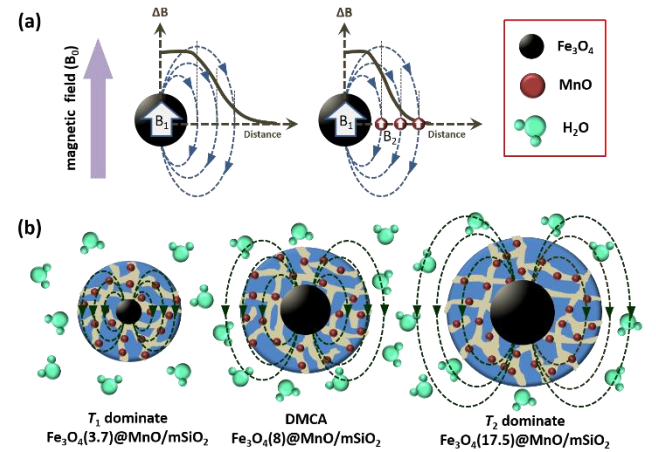 (a)
magnetic field (B₀)
ΔB
B₁
Distance
ΔB
B₁
B₂
Distance
Fe₃O₄
MnO
H₂O
(b)
T₁ dominate
Fe₃O₄(3.7)@MnO/mSiO₂
DMCA
Fe₃O₄(8)@MnO/mSiO₂
T₂ dominate
Fe₃O₄(17.5)@MnO/mSiO₂